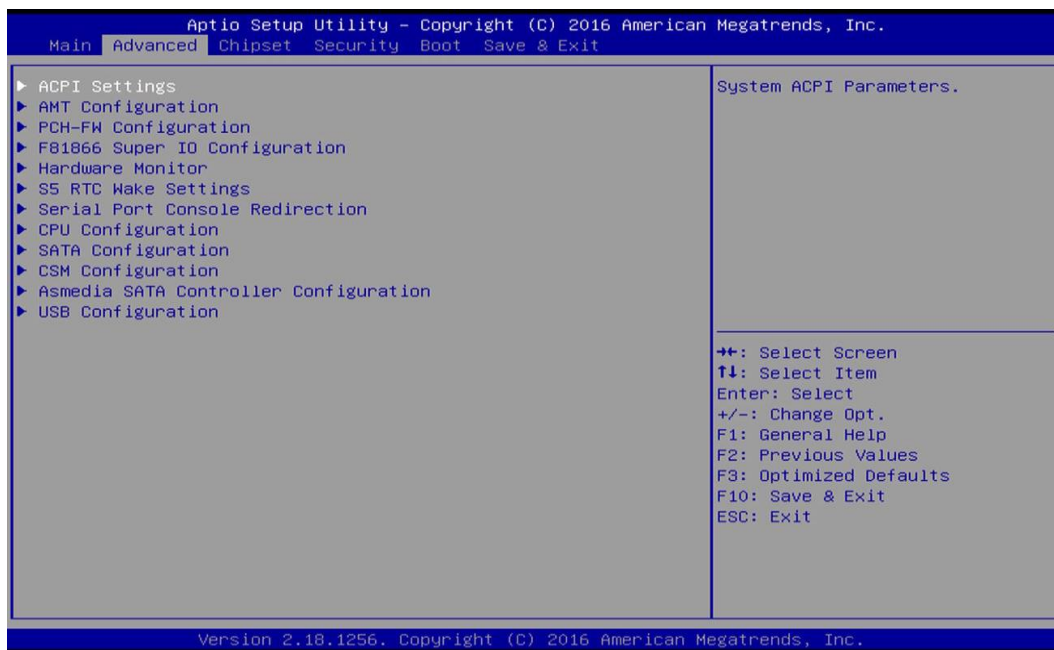 Aptio Setup Utility – Copyright (C) 2016 American Megatrends, Inc.
Main Advanced Chipset Security Boot Save & Exit
ACPI Settings
AMT Configuration
PCH-FW Configuration
F81866 Super IO Configuration
Hardware Monitor
S5 RTC Wake Settings
Serial Port Console Redirection
CPU Configuration
SATA Configuration
CSM Configuration
Asmedia SATA Controller Configuration
USB Configuration
System ACPI Parameters.
→←: Select Screen
↑↓: Select Item
Enter: Select
+/-: Change Opt.
F1: General Help
F2: Previous Values
F3: Optimized Defaults
F10: Save & Exit
ESC: Exit
Version 2.18.1256. Copyright (C) 2016 American Megatrends, Inc.